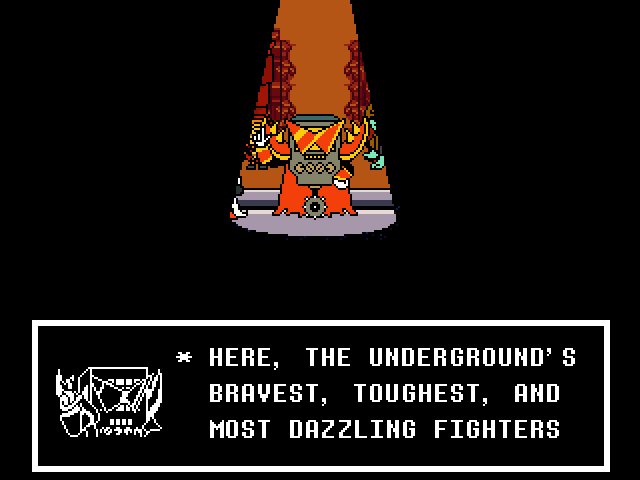 * HERE, THE UNDERGROUND'S
BRAVEST, TOUGHEST, AND
MOST DAZZLING FIGHTERS